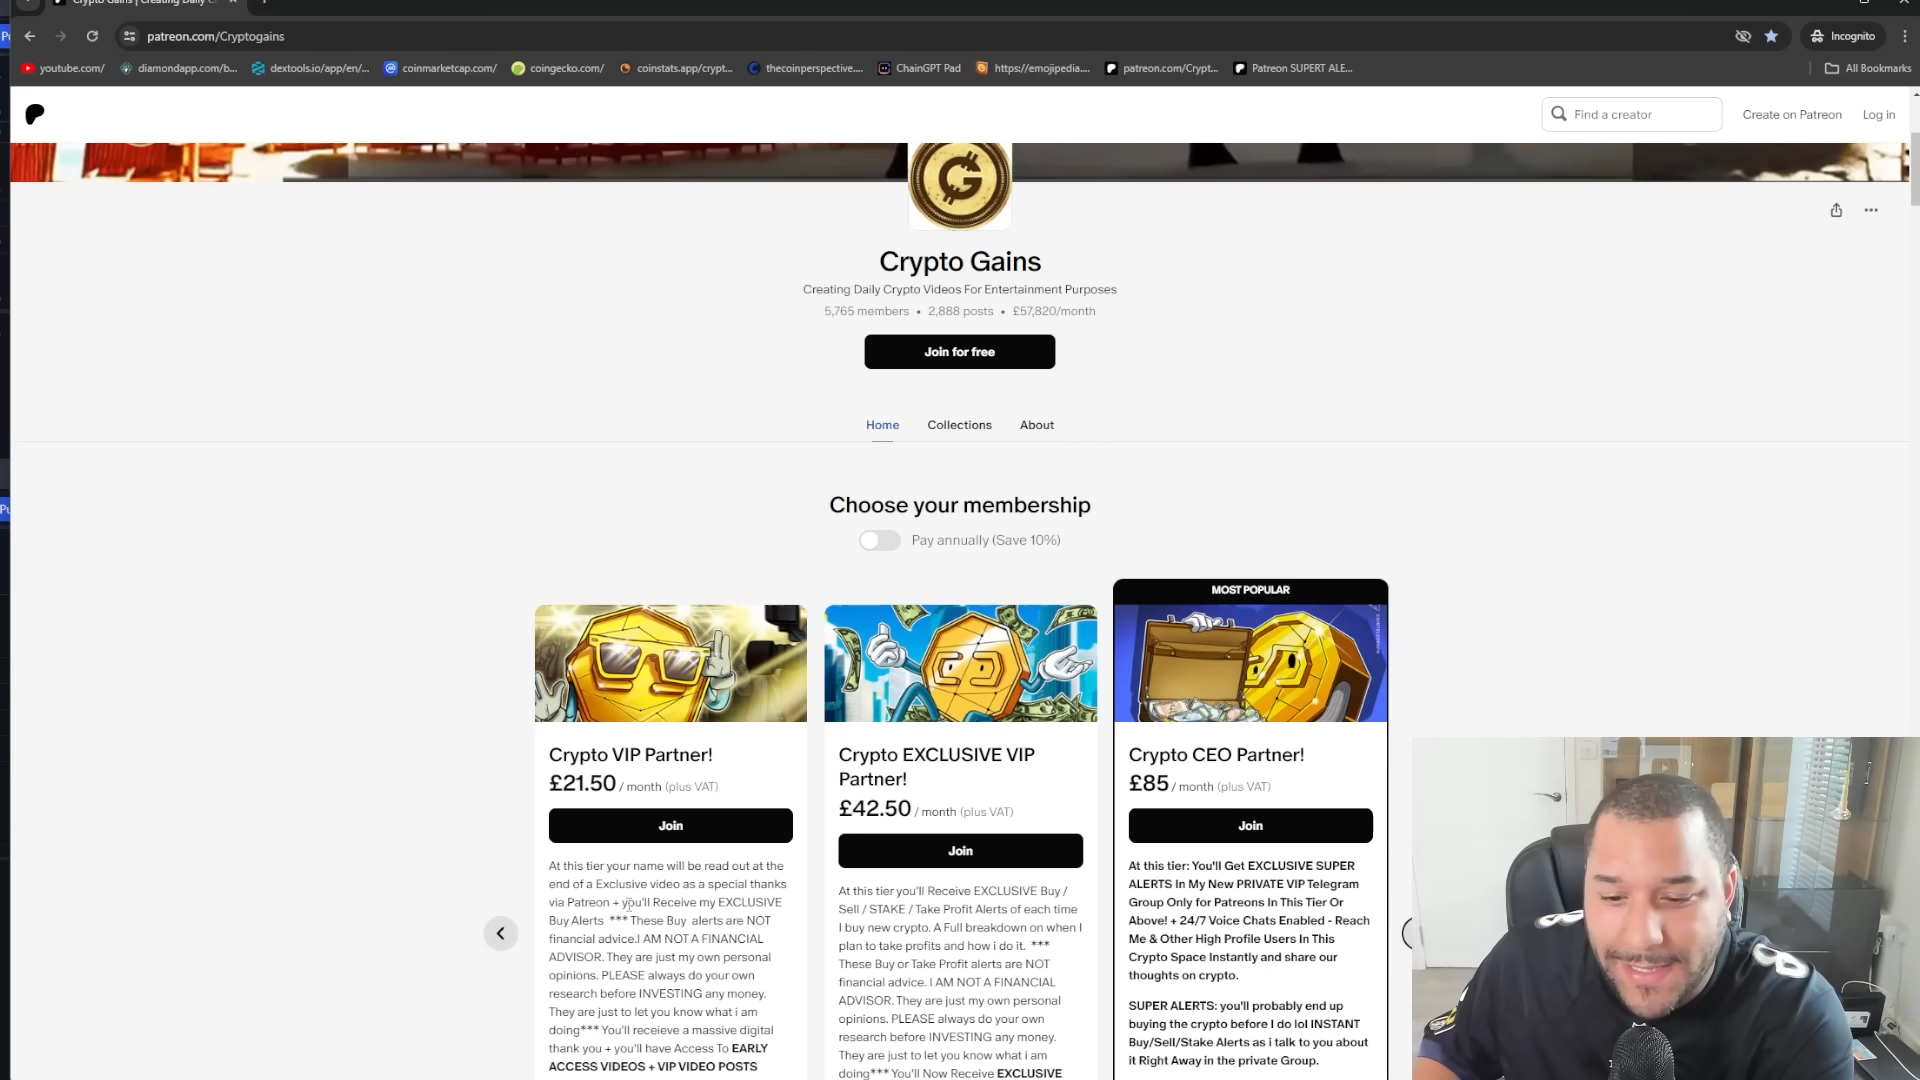 Crypto Gains | Creating Daily C
patreon.com/Cryptogains
Incognito
youtube.com/
diamondapp.com/b...
dextools.io/app/en/...
coinmarketcap.com/
coingecko.com/
coinstats.app/crypt...
thecoinperspective....
ChainGPT Pad
https://emojipedia....
patreon.com/Crypt...
Patreon SUPERT ALE...
All Bookmarks
Find a creator
Create on Patreon
Log in
Crypto Gains
Creating Daily Crypto Videos For Entertainment Purposes
5,765 members • 2,888 posts • £57,820/month
Join for free
Home
Collections
About
Choose your membership
Pay annually (Save 10%)
Crypto VIP Partner!
£21.50 / month (plus VAT)
Join
At this tier your name will be read out at the
end of a Exclusive video as a special thanks
via Patreon + you'll Receive my EXCLUSIVE
Buy Alerts *** These Buy alerts are NOT
financial advice.I AM NOT A FINANCIAL
ADVISOR. They are just my own personal
opinions. PLEASE always do your own
research before INVESTING any money.
They are just to let you know what i am
doing*** You'll receieve a massive digital
thank you + you'll have Access To EARLY
ACCESS VIDEOS + VIP VIDEO POSTS
Crypto EXCLUSIVE VIP
Partner!
£42.50 / month (plus VAT)
Join
At this tier you'll Receive EXCLUSIVE Buy /
Sell / STAKE / Take Profit Alerts of each time
I buy new crypto. A Full breakdown on when I
plan to take profits and how i do it. ***
These Buy or Take Profit alerts are NOT
financial advice. I AM NOT A FINANCIAL
ADVISOR. They are just my own personal
opinions. PLEASE always do your own
research before INVESTING any money.
They are just to let you know what i am
doing*** You'll Now Receive EXCLUSIVE
MOST POPULAR
Crypto CEO Partner!
£85 / month (plus VAT)
Join
At this tier: You'll Get EXCLUSIVE SUPER
ALERTS In My New PRIVATE VIP Telegram
Group Only for Patreons In This Tier Or
Above! + 24/7 Voice Chats Enabled - Reach
Me & Other High Profile Users In This
Crypto Space Instantly and share our
thoughts on crypto.
SUPER ALERTS: you'll probably end up
buying the crypto before I do lol INSTANT
Buy/Sell/Stake Alerts as i talk to you about
it Right Away in the private Group.